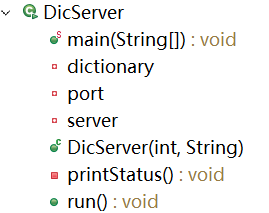 DicServer
main(String[]) : void
dictionary
port
server
DicServer(int, String)
printStatus() : void
run() : void